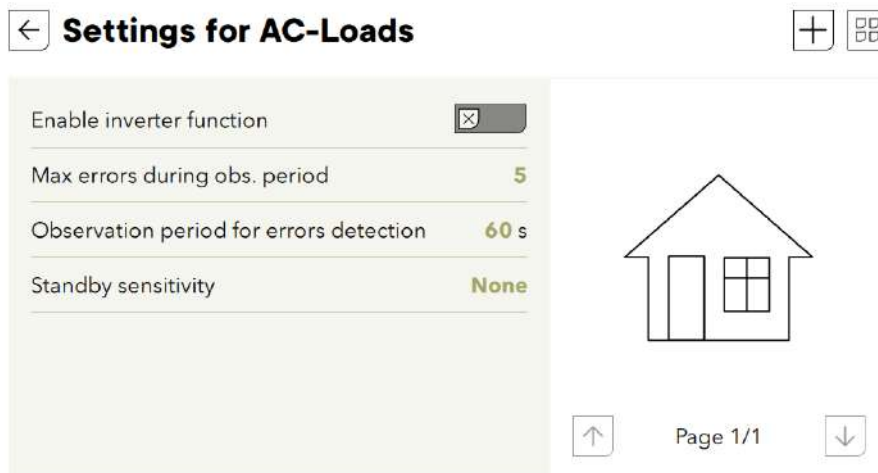 Settings for AC-Loads
Enable inverter function
Max errors during obs. period 5
Observation period for errors detection 60 s
Standby sensitivity None
Page 1/1